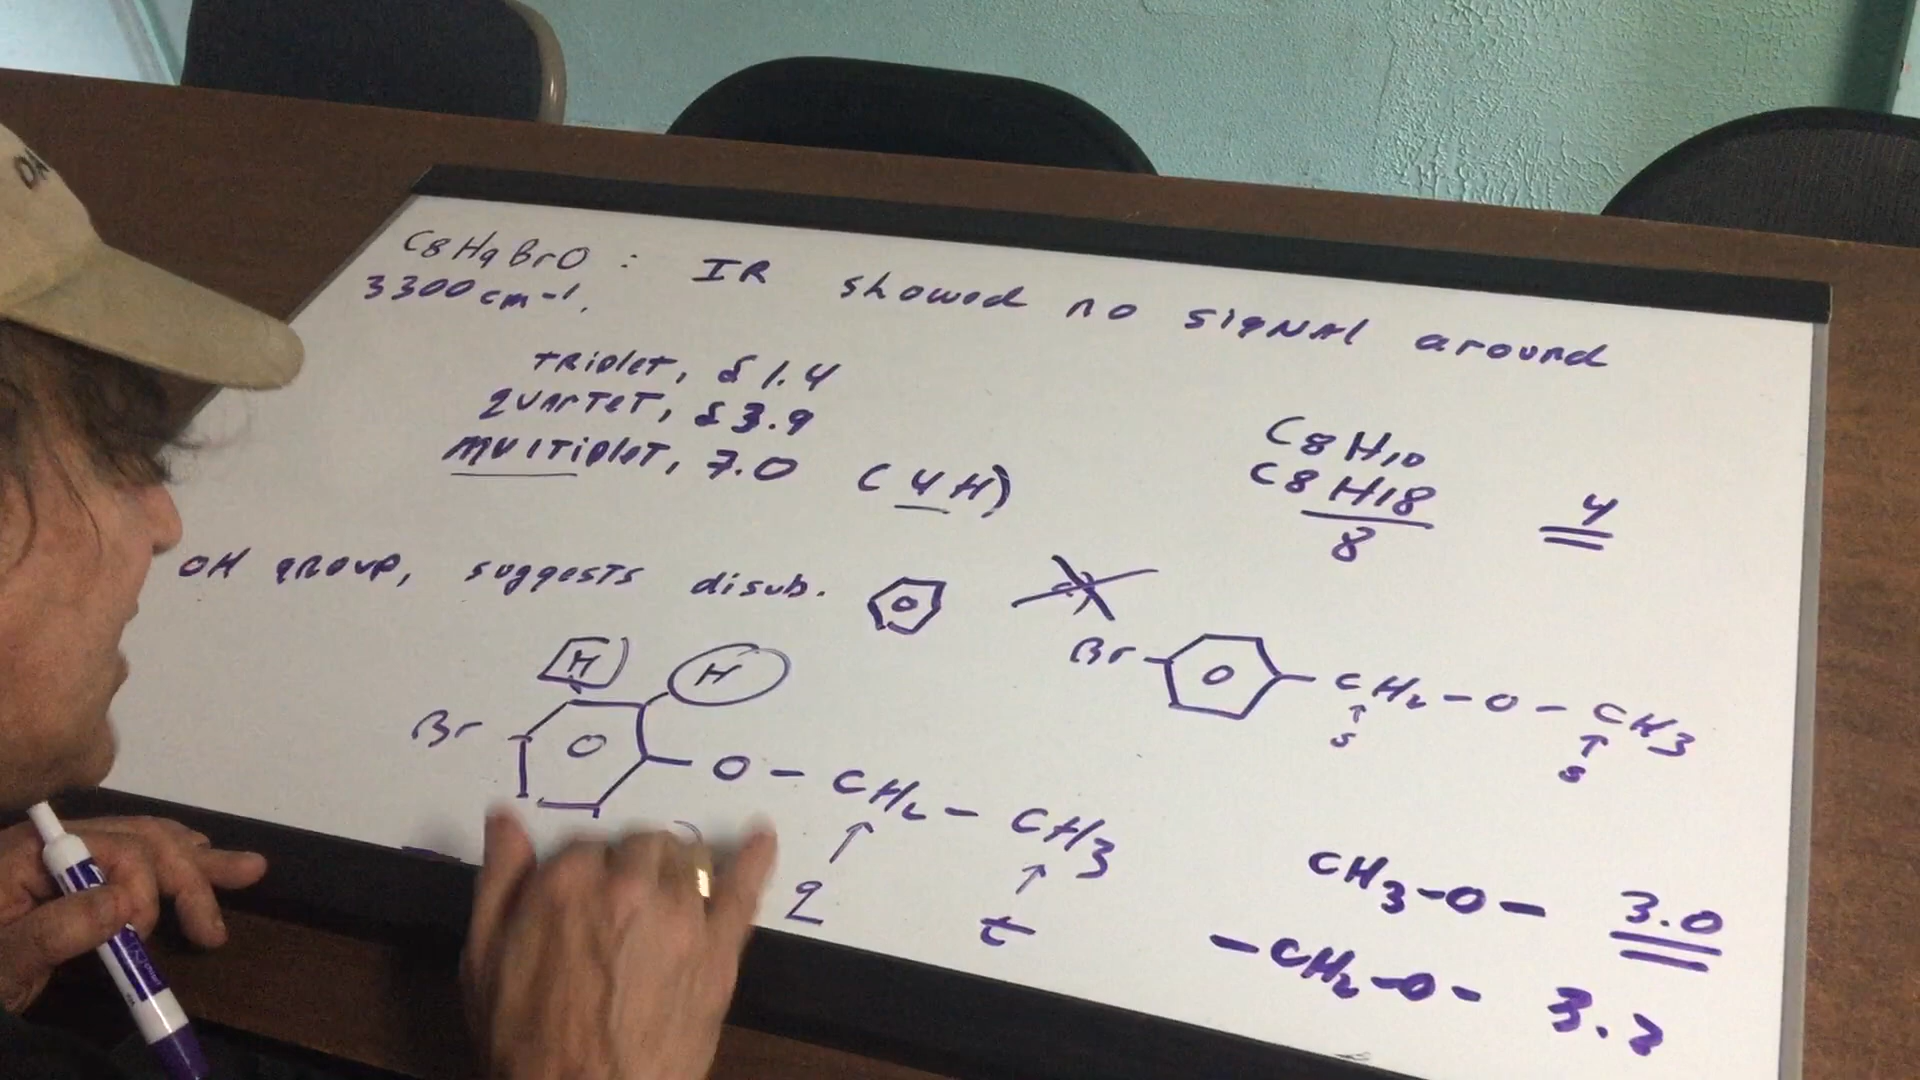 C8H9BrO : IR showed no signal around
3300 cm-1.
triplet, δ 1.4
quartet, δ 3.9
multiplet, 7.0 (4H)
C8H10
C8H18
8
4
OH group, suggests disub.
H
H
Br
O
O - CH2 - CH3
q
t
Br
O
CH2 - O - CH3
s
s
CH3-O- 3.0
-CH2-O- 3.2